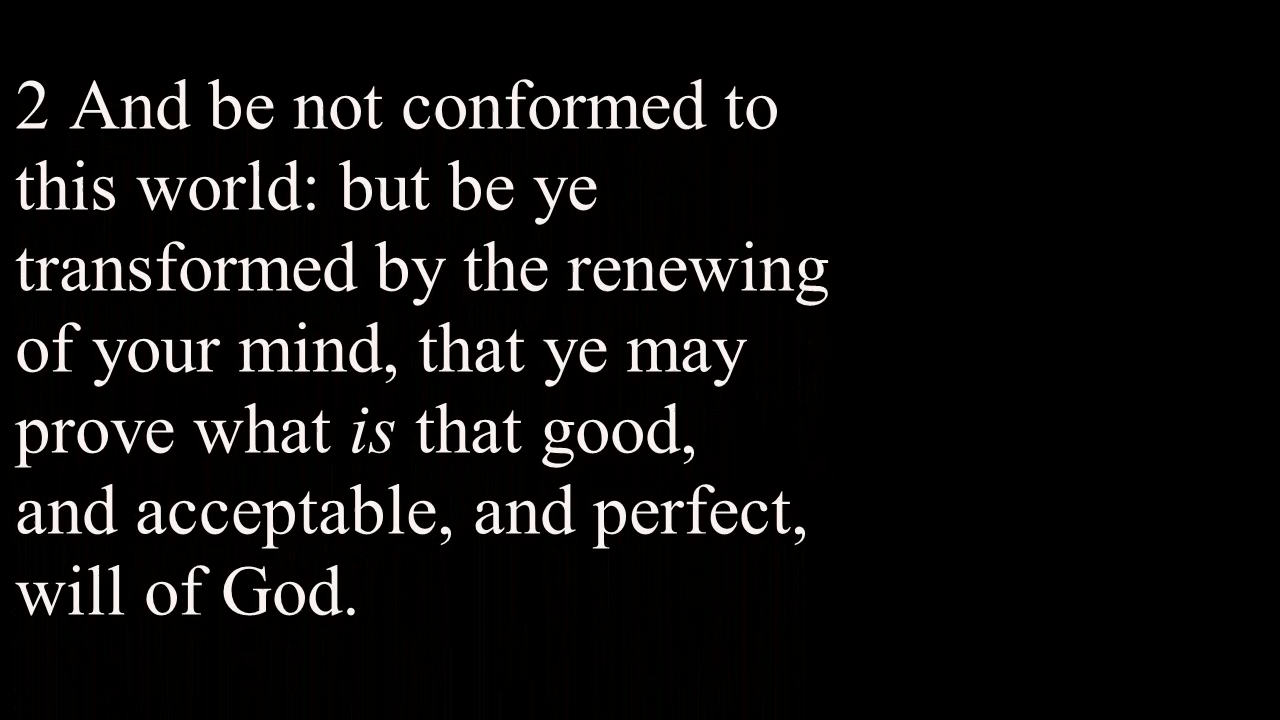 2 And be not conformed to
this world: but be ye
transformed by the renewing
of your mind, that ye may
prove what is that good,
and acceptable, and perfect,
will of God.